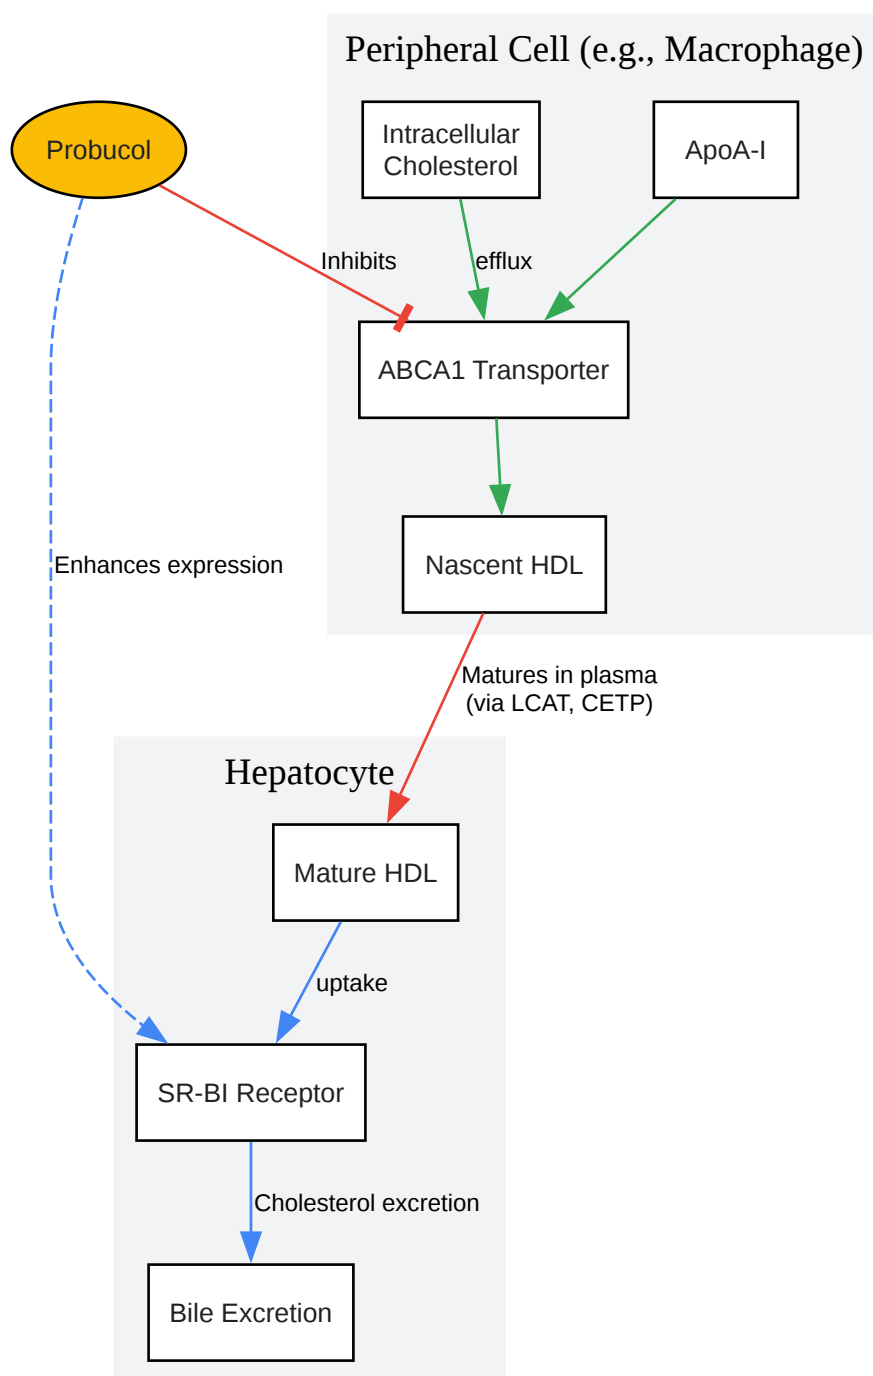 Peripheral Cell (e.g., Macrophage)
Probucol
Intracellular
Cholesterol
ApoA-I
Inhibits
efflux
ABCA1 Transporter
Enhances expression
Nascent HDL
Matures in plasma
(via LCAT, CETP)
Hepatocyte
Mature HDL
uptake
SR-BI Receptor
Cholesterol excretion
Bile Excretion